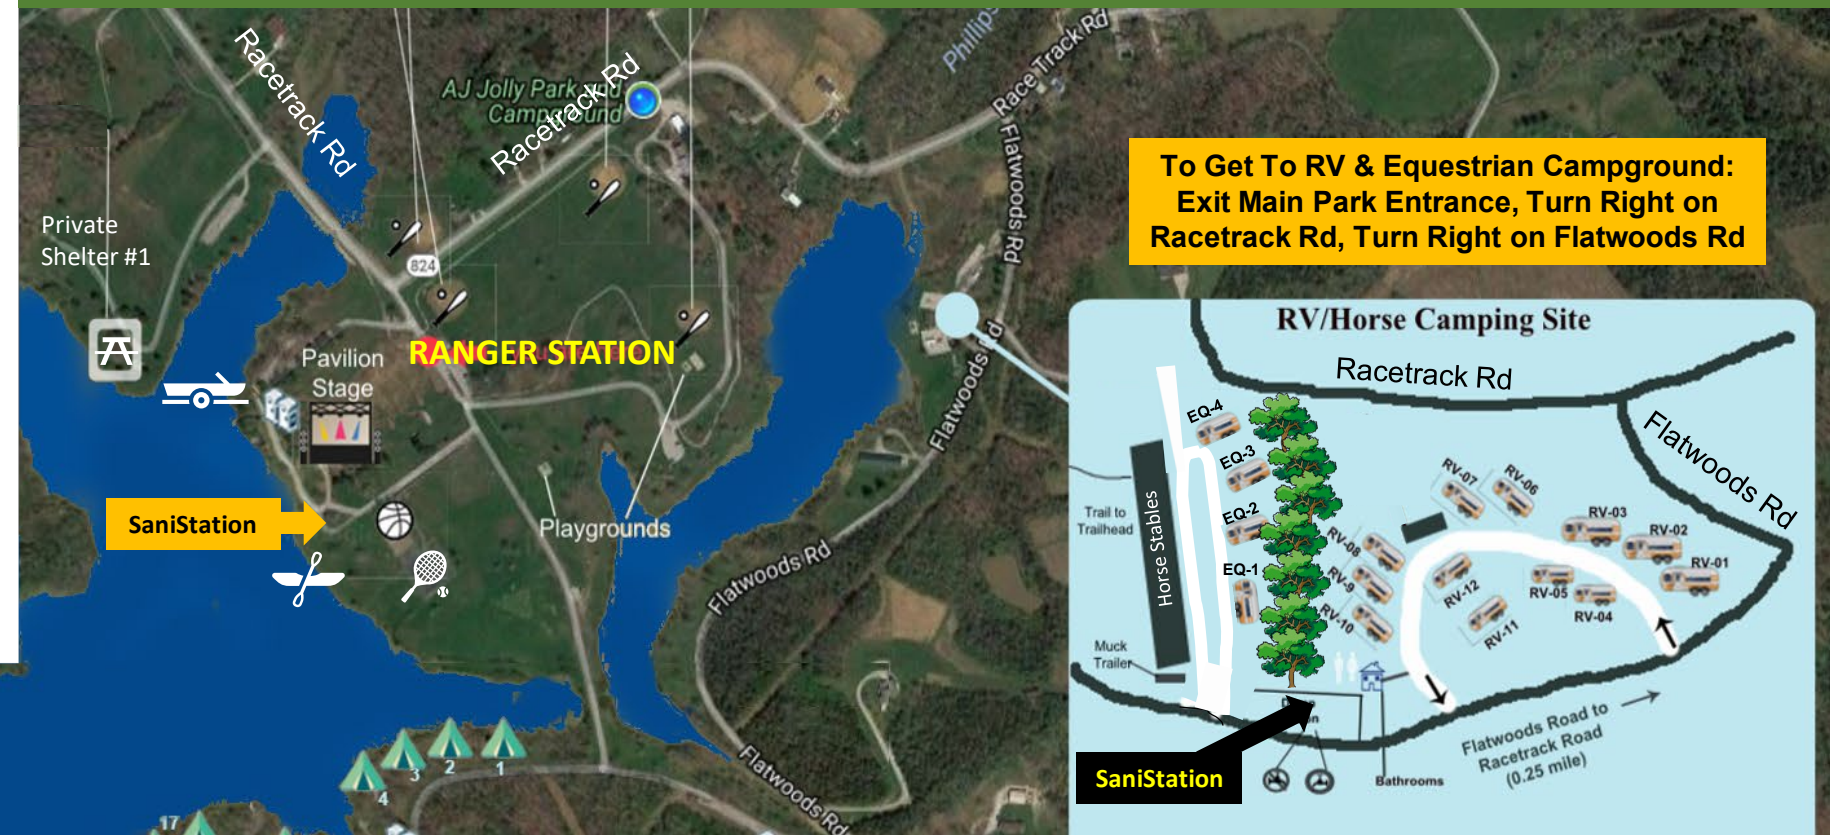 Racetrack Rd
AJ Jolly Park and
Campground
Racetrack Rd
Phillips
Race Track Rd
Flatwoods Rd
To Get To RV & Equestrian Campground:
Exit Main Park Entrance, Turn Right on
Racetrack Rd, Turn Right on Flatwoods Rd
Private
Shelter #1
824
RANGER STATION
Pavilion
Stage
Flatwoods Rd
SaniStation
Playgrounds
Flatwoods Rd
Flatwoods Rd
1
2
3
4
17
RV/Horse Camping Site
Racetrack Rd
Flatwoods Rd
EQ-4
EQ-3
EQ-2
EQ-1
Horse Stables
Trail to
Trailhead
Muck
Trailer
RV-07
RV-06
RV-03
RV-02
RV-01
RV-08
RV-9
RV-10
RV-12
RV-11
RV-05
RV-04
SaniStation
Bathrooms
Flatwoods Road to
Racetrack Road
(0.25 mile)